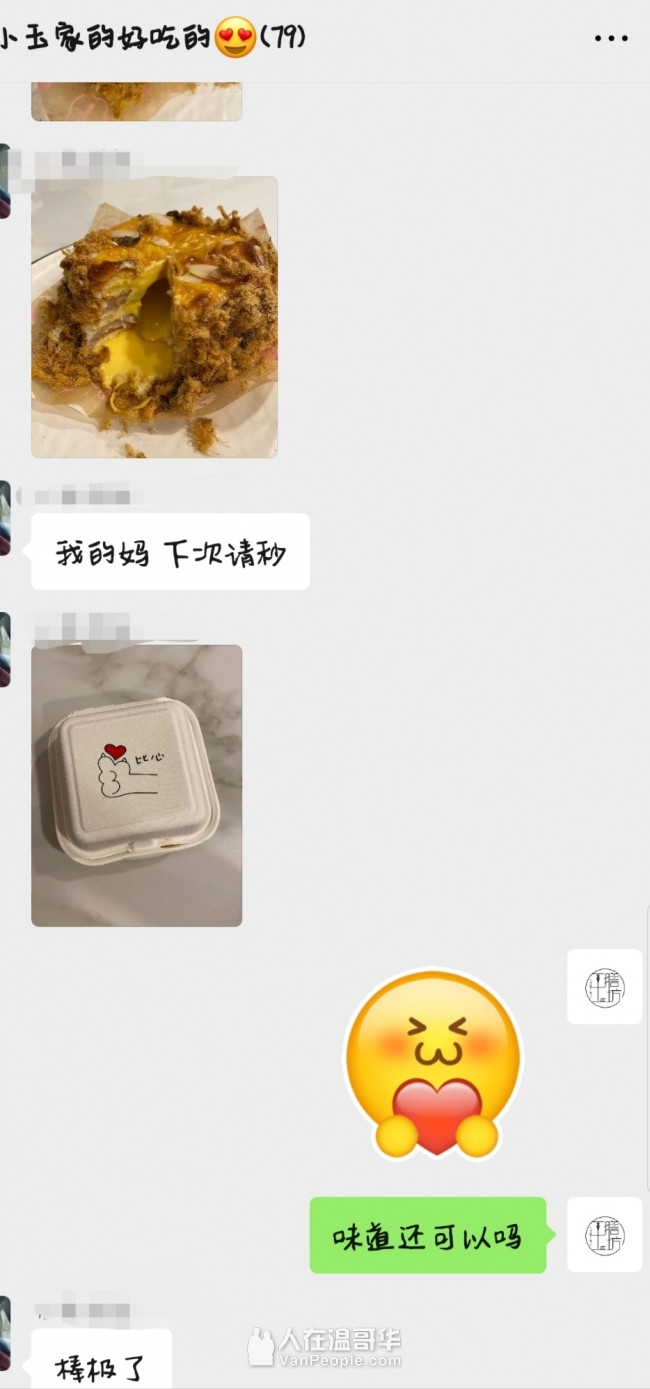 小玉家的好吃的😍(79)
我的妈 下次请秒
比心
味道还可以吗
棒极了
人在温哥华
VanPeople.com